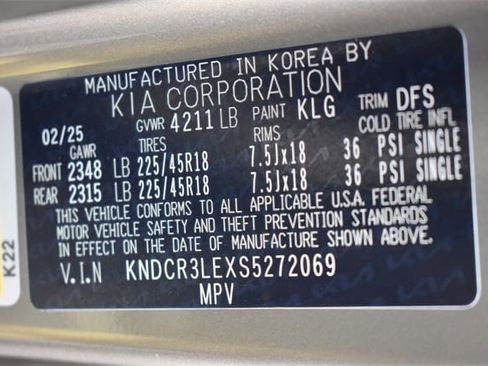 MANUFACTURED IN KOREA BY
KIA CORPORATION
02/25 GVWR 4211 LB PAINT KLG TRIM DFS
GAWR TIRES RIMS COLD TIRE INFL
FRONT 2348 LB 225/45R18 7.5Jx18 36 PSI SINGLE
REAR 2315 LB 225/45R18 7.5Jx18 36 PSI SINGLE
THIS VEHICLE CONFORMS TO ALL APPLICABLE U.S.A. FEDERAL
MOTOR VEHICLE SAFETY AND THEFT PREVENTION STANDARDS
IN EFFECT ON THE DATE OF MANUFACTURE SHOWN ABOVE.
V.I.N KNDCR3LEXS5272069
MPV
K22